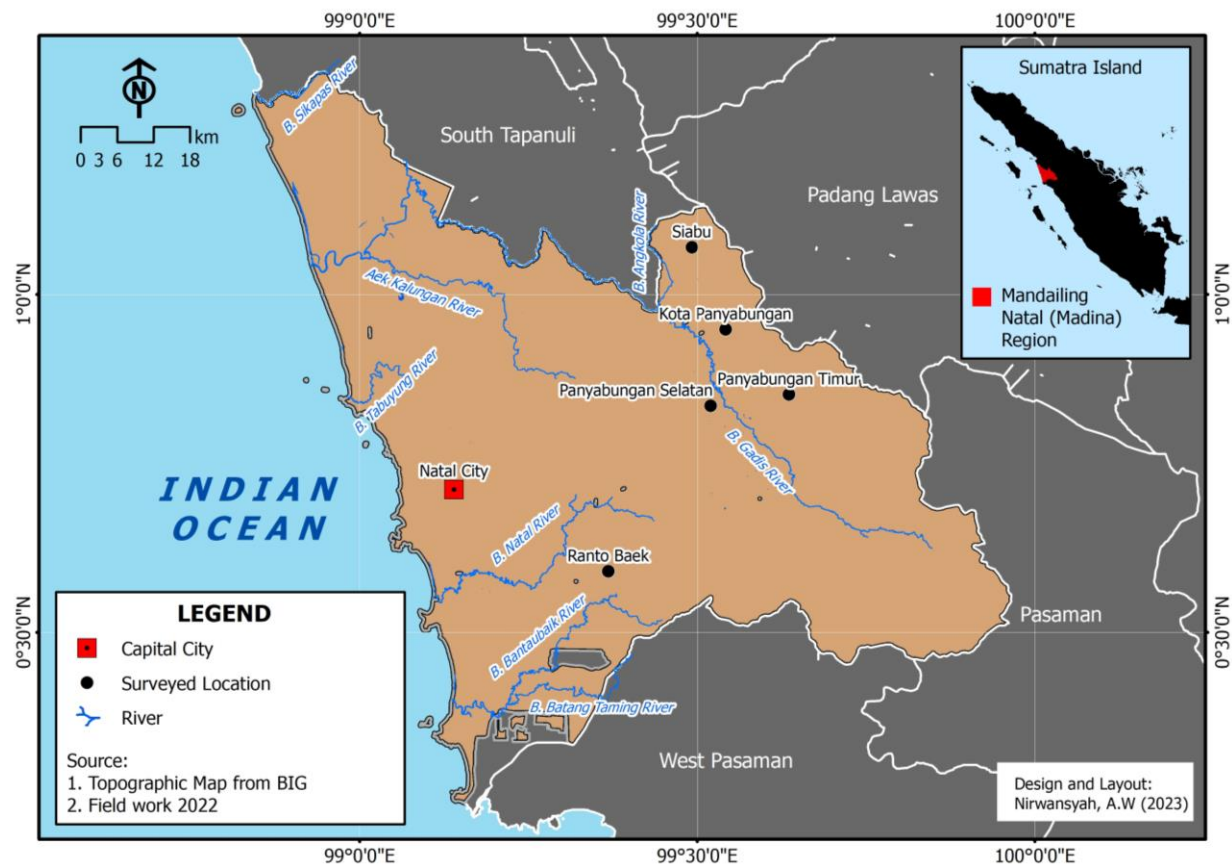 99°0'0"E
99°30'0"E
100°0'0"E
N
km
0 3 6 12 18
B. Sikapas River
South Tapanuli
Padang Lawas
Sumatra Island
Mandailing
Natal (Madina)
Region
B.Angkola River
Siabu
1°0'0"N
1°0'0"N
Aek Kalungan River
Kota Panyabungan
B. Tabuyung River
Panyabungan Selatan
Panyabungan Timur
B. Gadis River
Natal City
INDIAN
OCEAN
B. Natal River
Ranto Baek
B. Bantaubaik River
Pasaman
0°30'0"N
0°30'0"N
B. Batang Taming River
West Pasaman
LEGEND
Capital City
Surveyed Location
River
Source:
1. Topographic Map from BIG
2. Field work 2022
Design and Layout:
Nirwansyah, A.W (2023)
99°0'0"E
99°30'0"E
100°0'0"E